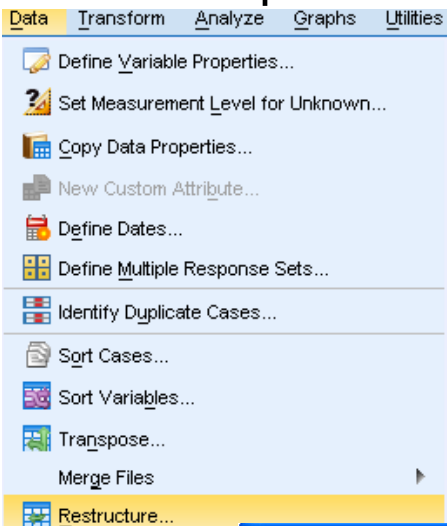 Data Transform Analyze Graphs Utilities
Define Variable Properties...
Set Measurement Level for Unknown...
Copy Data Properties...
New Custom Attribute...
Define Dates...
Define Multiple Response Sets...
Identify Duplicate Cases...
Sort Cases...
Sort Variables...
Transpose...
Merge Files
Restructure...